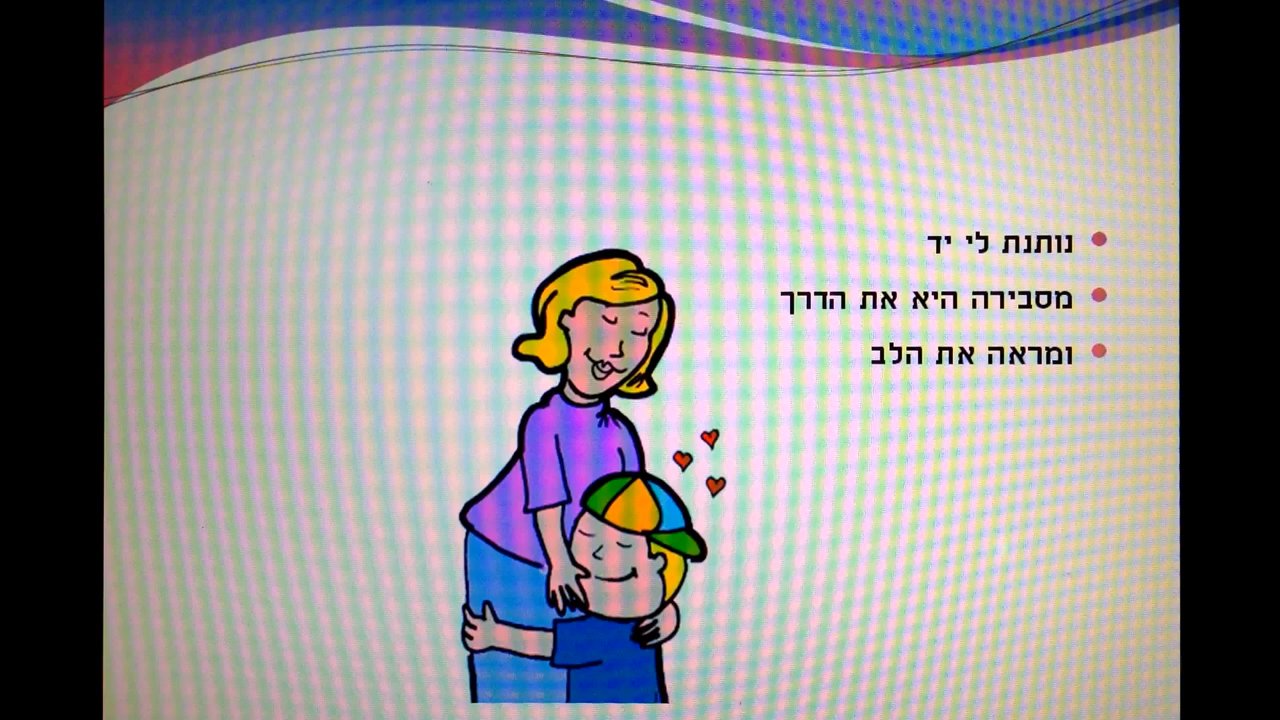 נותנת לי יד
מסבירה היא את הדרך
ומראה את הלב